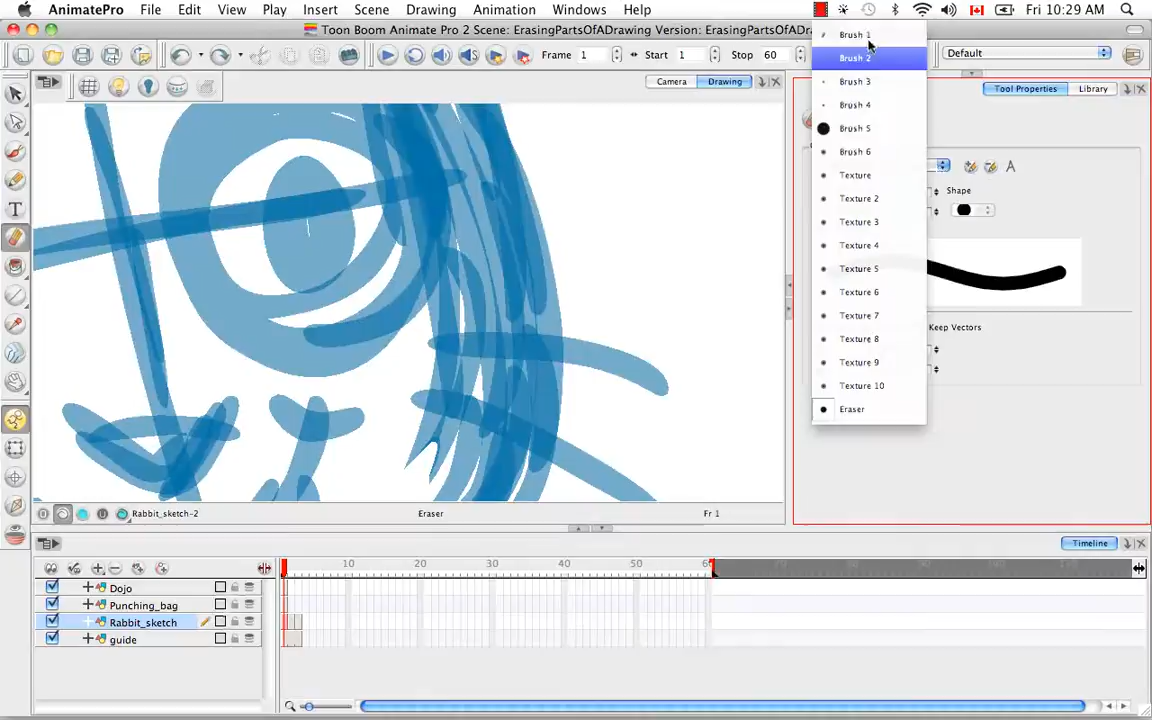 AnimatePro File Edit View Play Insert Scene Drawing Animation Windows Help Fri 10:29 AM
Toon Boom Animate Pro 2 Scene: ErasingPartsOfADrawing Version: ErasingPartsOfADra
Frame 1 Start 1 Stop 60 Default
Camera Drawing Tool Properties Library
Brush 1
Brush 2
Brush 3
Brush 4
Brush 5
Brush 6
Texture
Texture 2
Texture 3
Texture 4
Texture 5
Texture 6
Texture 7
Texture 8
Texture 9
Texture 10
Eraser
A
Shape
Keep Vectors
T
Rabbit_sketch-2 Eraser Fr 1
Timeline
10 20 30 40 50
Dojo
Punching_bag
Rabbit_sketch
guide